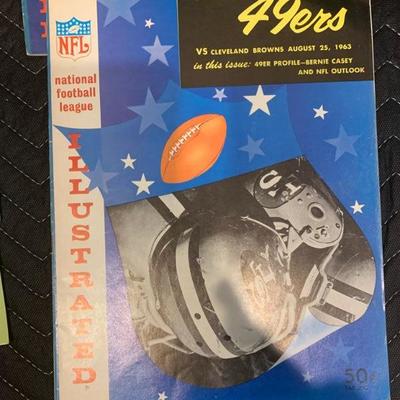 NFL
national
football
league
ILLUSTRATED
49ers
VS CLEVELAND BROWNS AUGUST 25, 1963
in this issue: 49ER PROFILE—BERNIE CASEY
AND NFL OUTLOOK
50¢